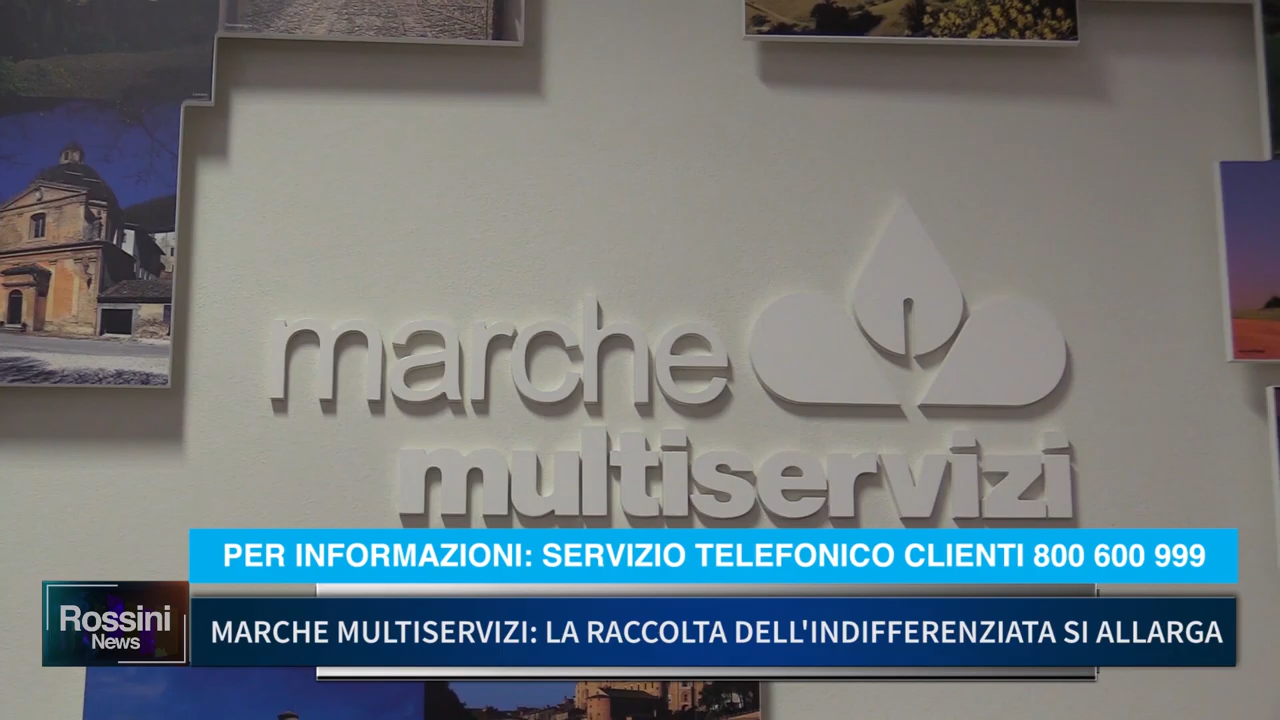 marche
multiservizi
PER INFORMAZIONI: SERVIZIO TELEFONICO CLIENTI 800 600 999
Rossini
News
MARCHE MULTISERVIZI: LA RACCOLTA DELL'INDIFFERENZIATA SI ALLARGA